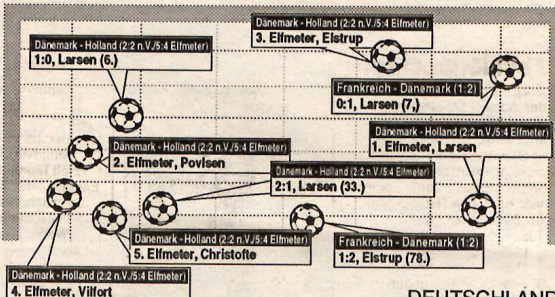 Dänemark - Holland (2:2 n.V./5:4 Elfmeter)
3. Elfmeter, Elstrup
Dänemark - Holland (2:2 n.V./5:4 Elfmeter)
1:0, Larsen (6.)
Frankreich - Dänemark (1:2)
0:1, Larsen (7,)
Dänemark - Holland (2:2 n.V./5:4 Elfmeter)
1. Elfmeter, Larsen
Dänemark - Holland (2:2 n.V./5:4 Elfmeter)
2. Elfmeter, Povlsen
Dänemark - Holland (2:2 n.V./5:4 Elfmeter)
2:1, Larsen (33.)
Dänemark - Holland (2:2 n.V./5:4 Elfmeter)
5. Elfmeter, Christofte
Frankreich - Dänemark (1:2)
1:2, Elstrup (78.)
Dänemark - Holland (2:2 n.V./5:4 Elfmeter)
4. Elfmeter, Vilfort
DEUTSCHLAND